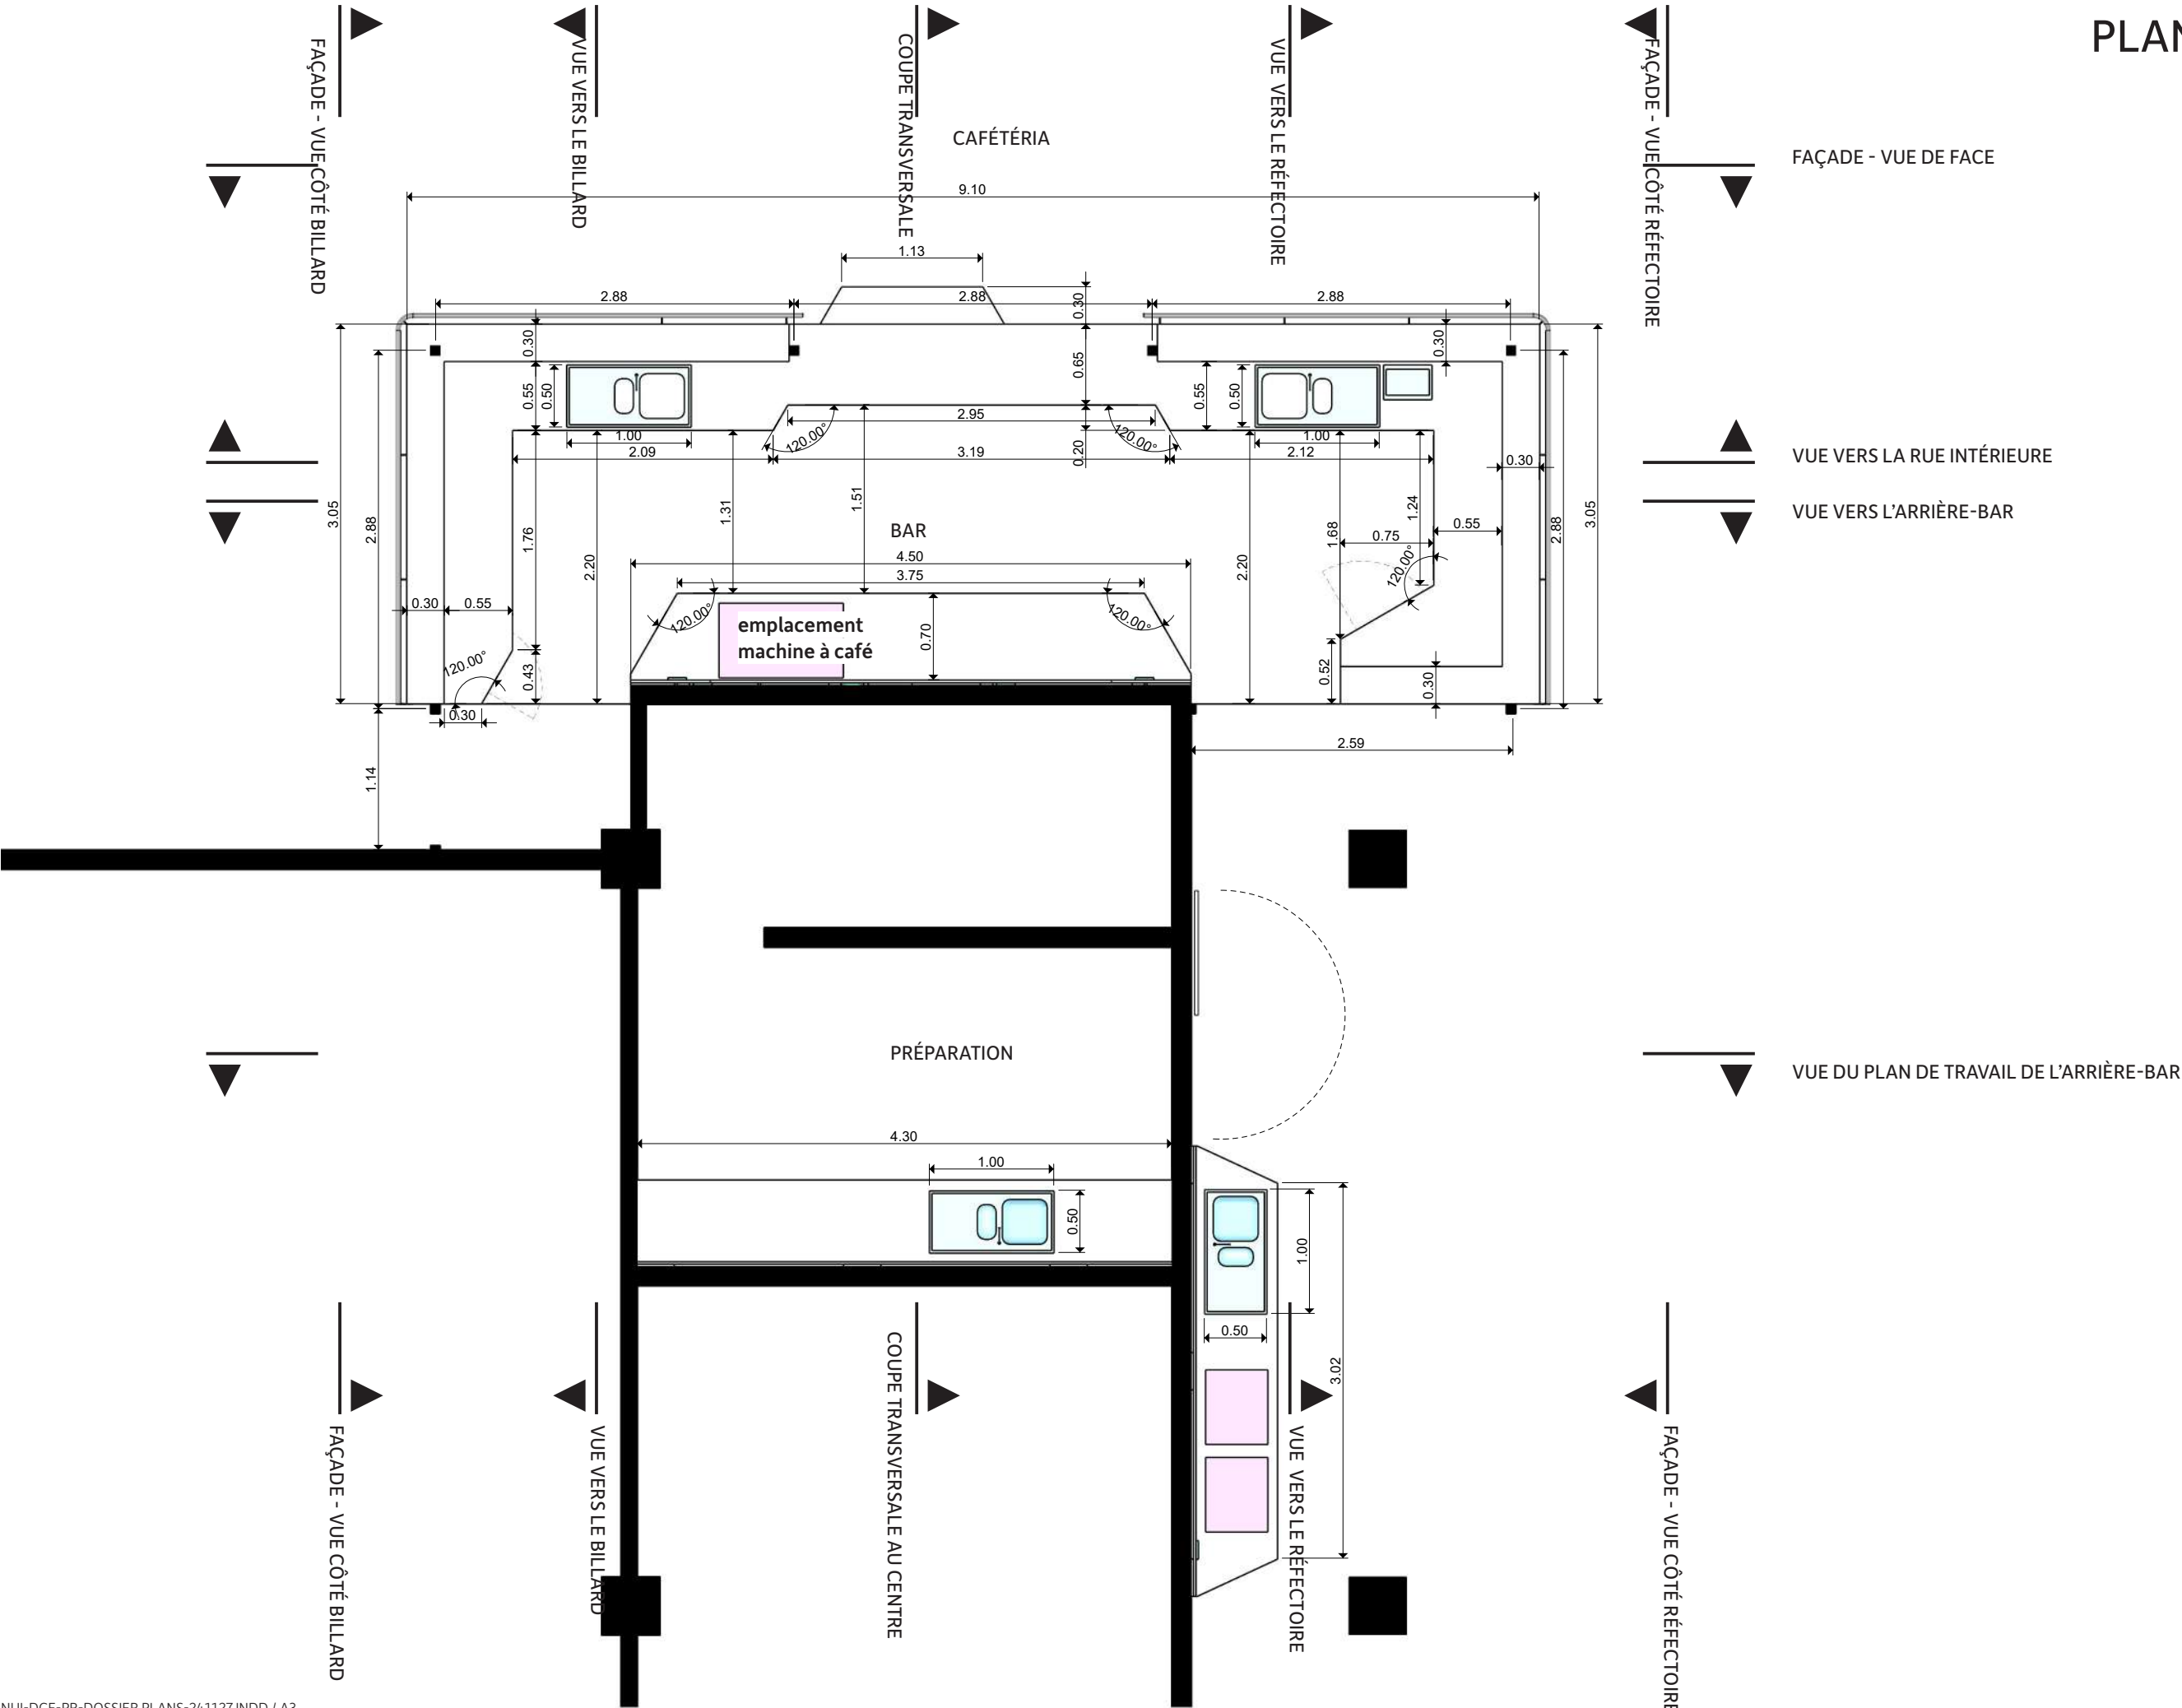 PLAN
FAÇADE - VUE CÔTÉ BILLARD
VUE VERS LE BILLARD
COUPE TRANSVERSALE
VUE VERS LE RÉFECTOIRE
FAÇADE - VUE CÔTÉ RÉFECTOIRE
CAFÉTÉRIA
FAÇADE - VUE DE FACE
9.10
1.13
2.88
2.88
2.88
0.30
0.30
0.30
0.65
0.55
0.50
0.55
0.50
2.95
1.00
120.00°
120.00°
1.00
2.09
3.19
0.20
2.12
0.30
VUE VERS LA RUE INTÉRIEURE
VUE VERS L'ARRIÈRE-BAR
3.05
2.88
1.76
2.20
1.31
1.51
BAR
2.20
1.68
1.24
0.75
0.55
2.88
3.05
4.50
3.75
120.00°
0.30
0.55
120.00°
emplacement
machine à café
0.70
120.00°
120.00°
0.43
0.52
0.30
0.30
2.59
1.14
PRÉPARATION
VUE DU PLAN DE TRAVAIL DE L'ARRIÈRE-BAR
4.30
1.00
0.50
1.00
0.50
3.02
FAÇADE - VUE CÔTÉ BILLARD
VUE VERS LE BILLARD
COUPE TRANSVERSALE AU CENTRE
VUE VERS LE RÉFECTOIRE
FAÇADE - VUE CÔTÉ RÉFECTOIRE